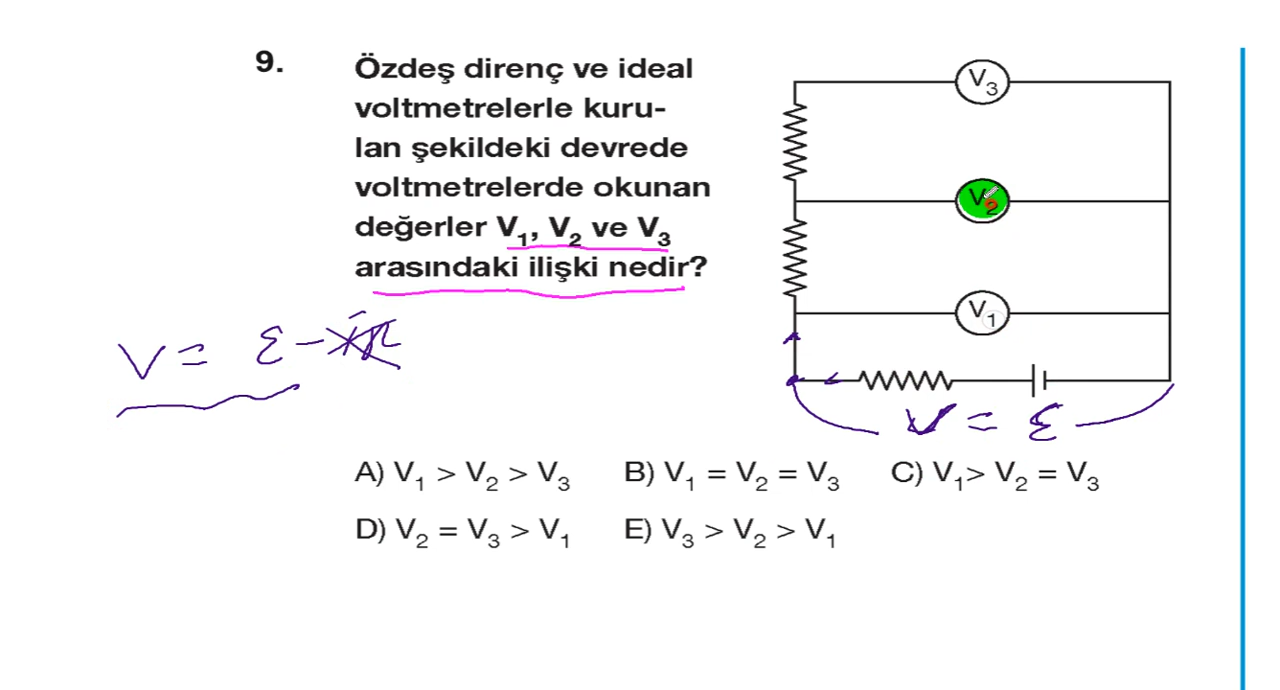 9.
Özdeş direnç ve ideal
voltmetrelerle kuru-
lan şekildeki devrede
voltmetrelerde okunan
değerler V₁, V₂ ve V₃
arasındaki ilişki nedir?
V₃
V₂
V₁
V = ε - ir
V = ε
A) V₁ > V₂ > V₃ B) V₁ = V₂ = V₃ C) V₁> V₂ = V₃
D) V₂ = V₃ > V₁ E) V₃ > V₂ > V₁